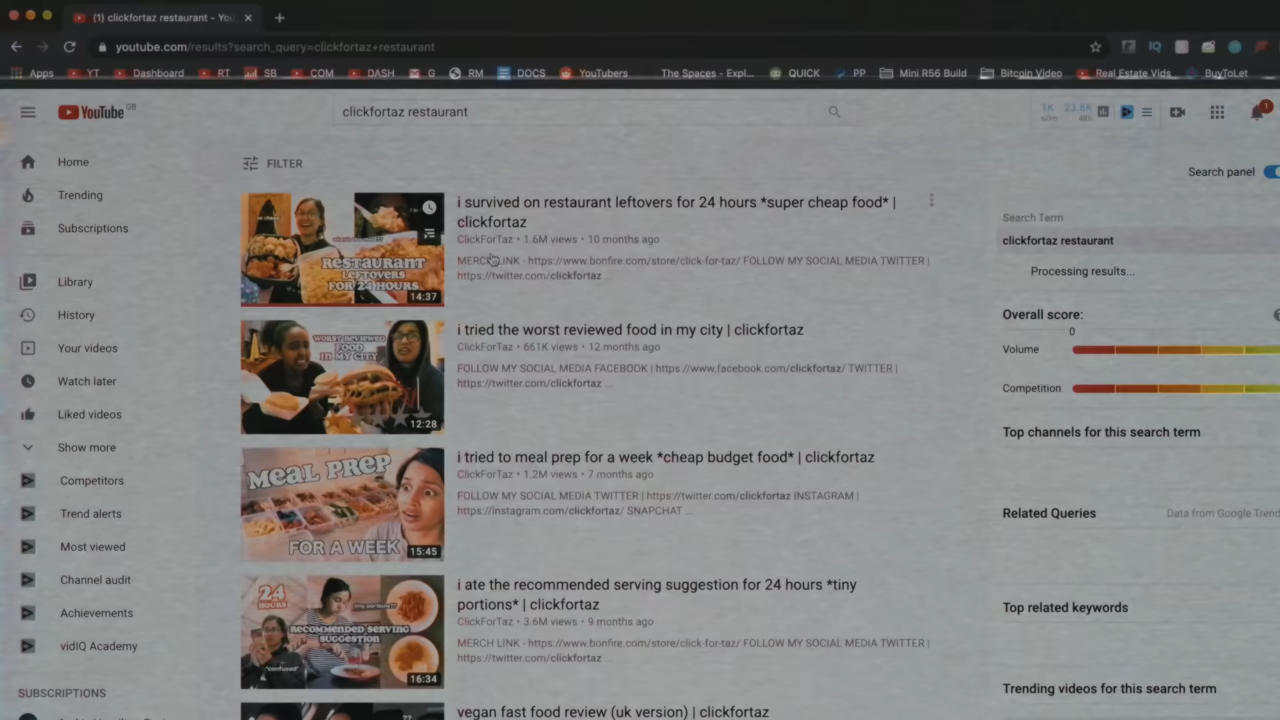 (1) clickfortaz restaurant - You
youtube.com/results?search_query=clickfortaz+restaurant
Apps YT Dashboard RT SB COM DASH G RM DOCS YouTubers The Spaces - Expl... QUICK PP Mini R56 Build Bitcoin Video Real Estate Vids BuyToLet
YouTube GB
clickfortaz restaurant
1K 23.8K
60m 48h
1
Home
Trending
Subscriptions
Library
History
Your videos
Watch later
Liked videos
Show more
Competitors
Trend alerts
Most viewed
Channel audit
Achievements
vidIQ Academy
SUBSCRIPTIONS
FILTER
RESTAURANT
LEFTOVERS
FOR 24 HOURS
14:37
i survived on restaurant leftovers for 24 hours *super cheap food* |
clickfortaz
ClickForTaz • 1.6M views • 10 months ago
MERCH LINK - https://www.bonfire.com/store/click-for-taz/ FOLLOW MY SOCIAL MEDIA TWITTER |
https://twitter.com/clickfortaz ...
WORST REVIEWED
FOOD
IN MY CITY
12:28
i tried the worst reviewed food in my city | clickfortaz
ClickForTaz • 661K views • 12 months ago
FOLLOW MY SOCIAL MEDIA FACEBOOK | https://www.facebook.com/clickfortaz/ TWITTER |
https://twitter.com/clickfortaz ...
MEAL PREP
FOR A WEEK
15:45
i tried to meal prep for a week *cheap budget food* | clickfortaz
ClickForTaz • 1.2M views • 7 months ago
FOLLOW MY SOCIAL MEDIA TWITTER | https://twitter.com/clickfortaz INSTAGRAM |
https://instagram.com/clickfortaz/ SNAPCHAT ...
24
HOURS
RECOMMENDED SERVING
SUGGESTION
*confused*
16:34
i ate the recommended serving suggestion for 24 hours *tiny
portions* | clickfortaz
ClickForTaz • 3.6M views • 9 months ago
MERCH LINK - https://www.bonfire.com/store/click-for-taz/ FOLLOW MY SOCIAL MEDIA TWITTER |
https://twitter.com/clickfortaz ...
vegan fast food review (uk version) | clickfortaz
Search panel
Search Term
clickfortaz restaurant
Processing results...
Overall score:
0
Volume
Competition
Top channels for this search term
Related Queries
Data from Google Trend
Top related keywords
Trending videos for this search term